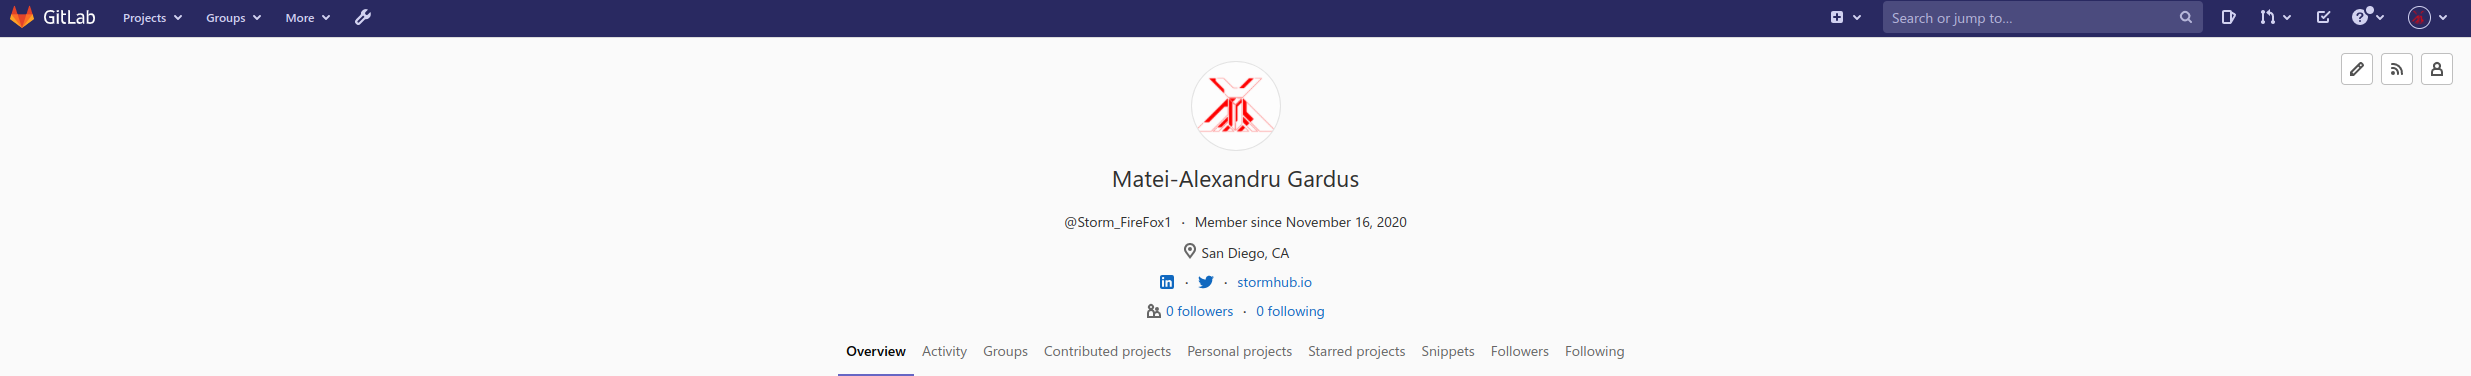 GitLab Projects Groups More Search or jump to...
Matei-Alexandru Gardus
@Storm_FireFox1 · Member since November 16, 2020
San Diego, CA
· · stormhub.io
0 followers · 0 following
Overview Activity Groups Contributed projects Personal projects Starred projects Snippets Followers Following